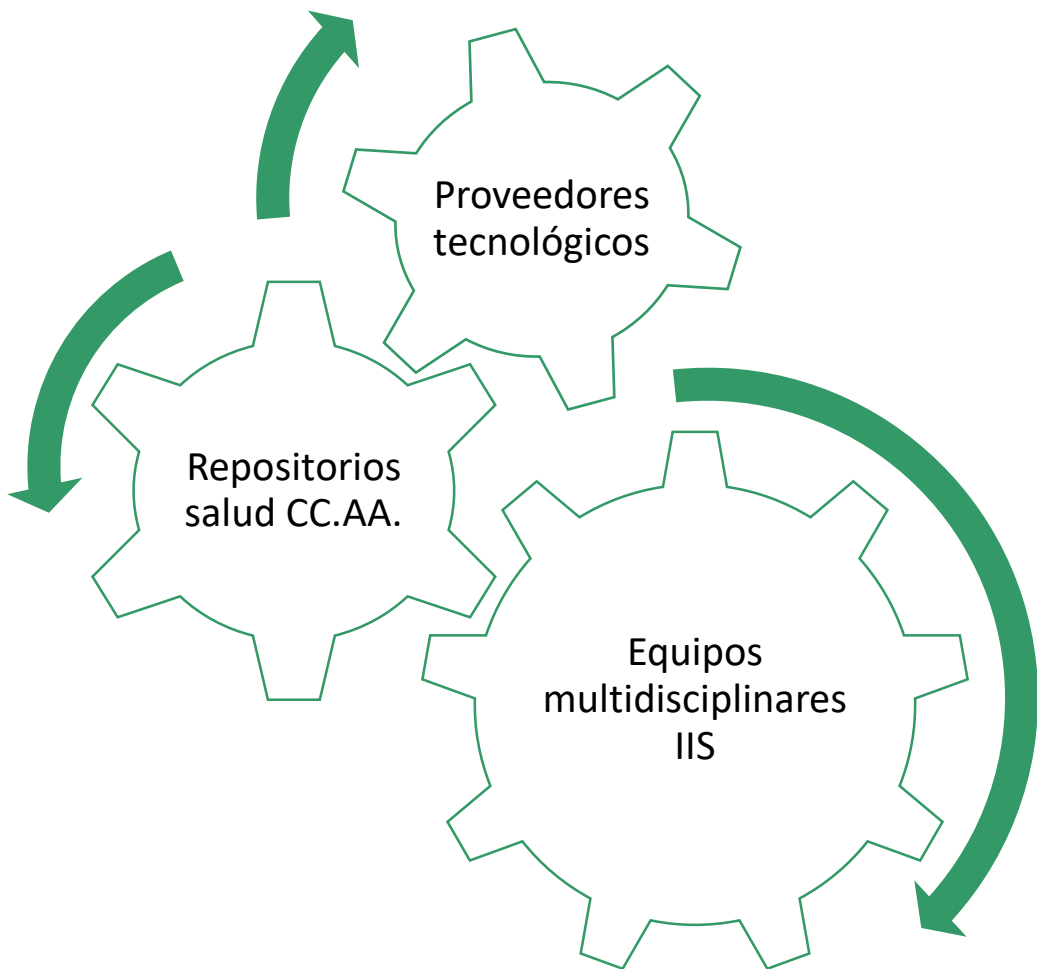 Proveedores
tecnológicos
Repositorios
salud CC.AA.
Equipos
multidisciplinares
IIS